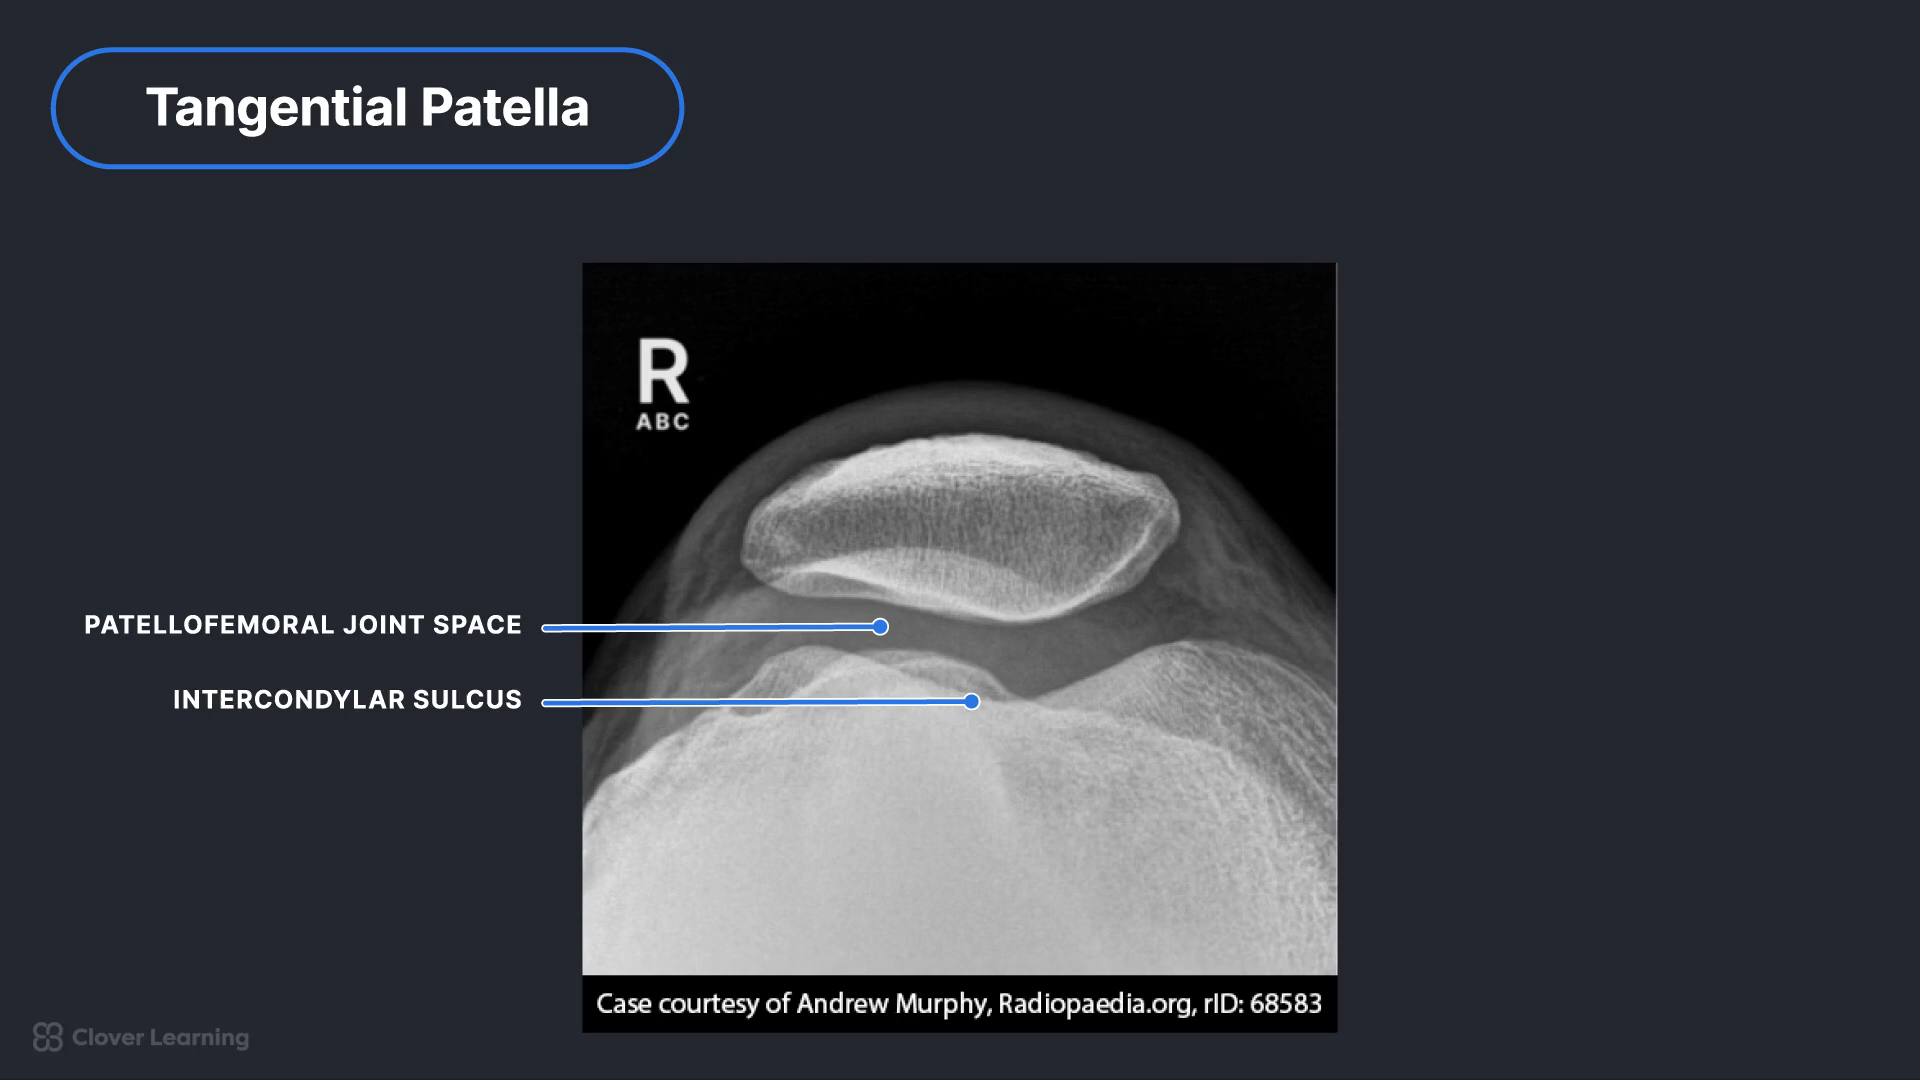 Tangential Patella
R
ABC
PATELLOFEMORAL JOINT SPACE
INTERCONDYLAR SULCUS
Case courtesy of Andrew Murphy, Radiopaedia.org, rID: 68583
Clover Learning